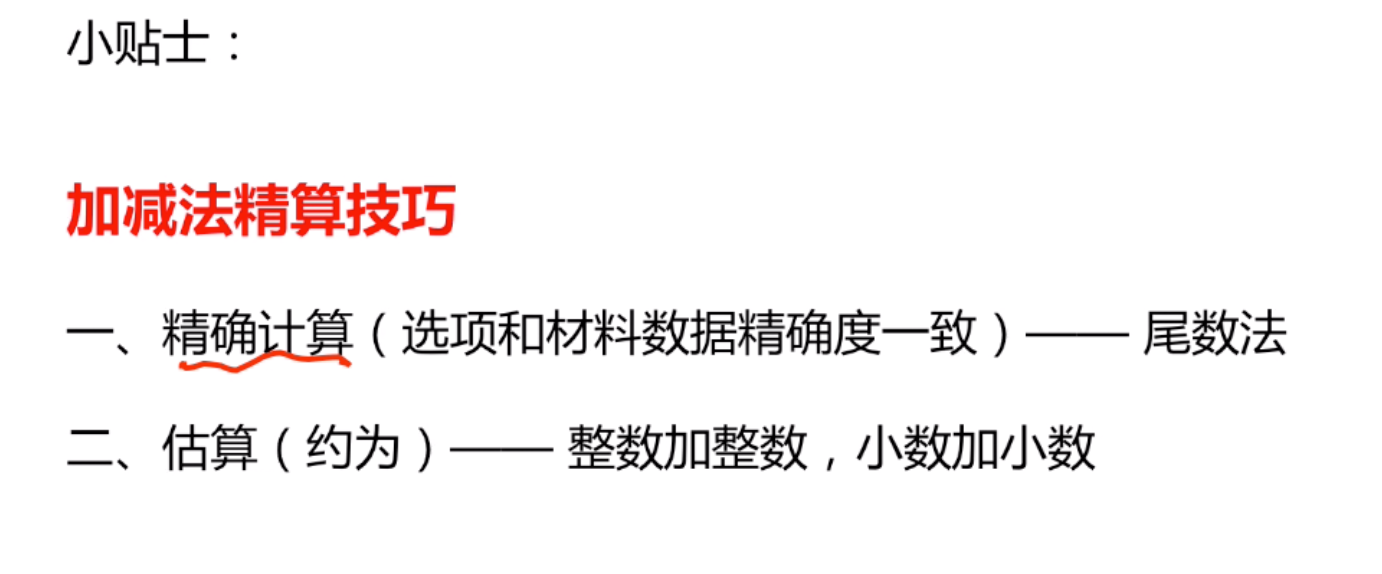 小贴士：
加减法精算技巧
一、精确计算（选项和材料数据精确度一致）—— 尾数法
二、估算（约为）—— 整数加整数，小数加小数